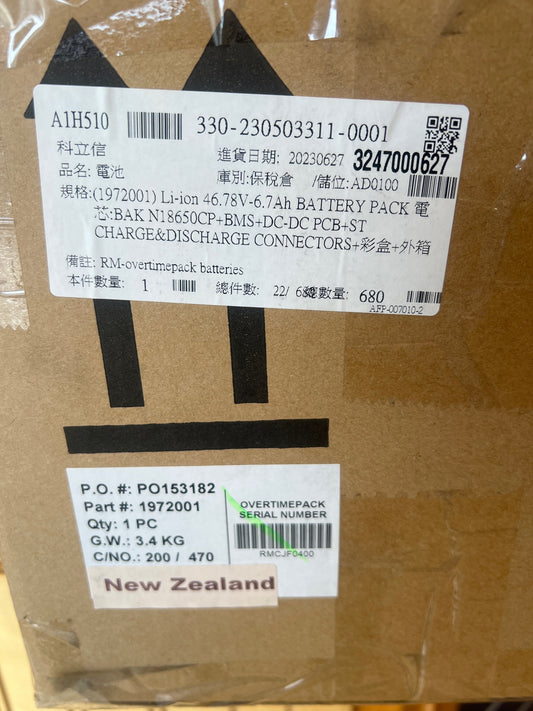 A1H510 330-230503311-0001
科立信 進貨日期: 20230627 3247000627
品名: 電池 庫別:保稅倉 /儲位: AD0100
規格:(1972001) Li-ion 46.78V-6.7Ah BATTERY PACK 電
芯:BAK N18650CP+BMS+DC-DC PCB+ST
CHARGE&DISCHARGE CONNECTORS+彩盒+外箱
備註: RM-overtimepack batteries
本件數量: 1 總件數: 22/ 總數量: 680
AFP-007010-2
P.O. #: PO153182
Part #: 1972001
Qty: 1 PC
G.W.: 3.4 KG
C/NO.: 200 / 470
OVERTIMEPACK
SERIAL NUMBER
RMCJF0400
New Zealand